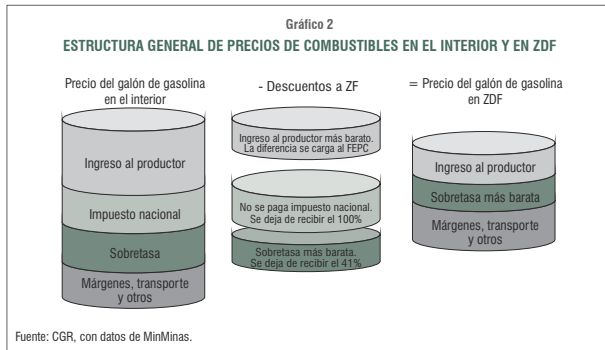 Gráfico 2
ESTRUCTURA GENERAL DE PRECIOS DE COMBUSTIBLES EN EL INTERIOR Y EN ZDF
Precio del galón de gasolina
en el interior
Ingreso al productor
Impuesto nacional
Sobretasa
Márgenes, transporte
y otros
- Descuentos a ZF
Ingreso al productor más barato.
La diferencia se carga al FEPC
No se paga impuesto nacional.
Se deja de recibir el 100%
Sobretasa más barata.
Se deja de recibir el 41%
= Precio del galón de gasolina
en ZDF
Ingreso al productor
Sobretasa más barata
Márgenes, transporte
y otros
Fuente: CGR, con datos de MinMinas.